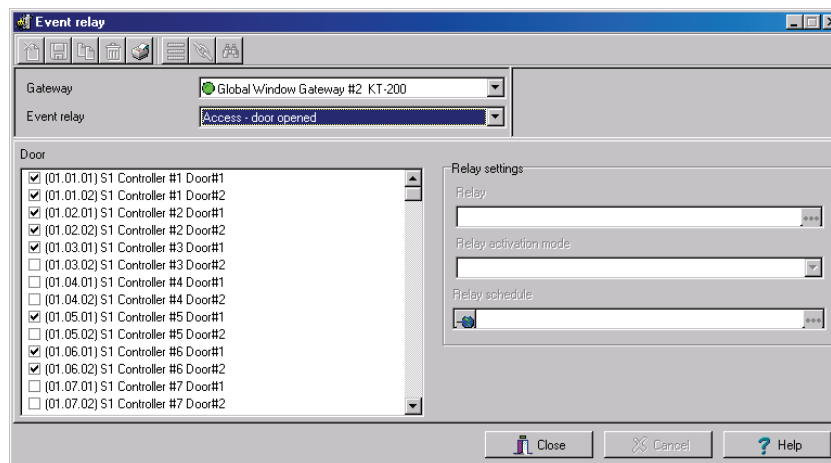 Event relay
Gateway
Global Window Gateway #2 KT-200
Event relay
Access - door opened
Door
(01.01.01) S1 Controller #1 Door#1
(01.01.02) S1 Controller #1 Door#2
(01.02.01) S1 Controller #2 Door#1
(01.02.02) S1 Controller #2 Door#2
(01.03.01) S1 Controller #3 Door#1
(01.03.02) S1 Controller #3 Door#2
(01.04.01) S1 Controller #4 Door#1
(01.04.02) S1 Controller #4 Door#2
(01.05.01) S1 Controller #5 Door#1
(01.05.02) S1 Controller #5 Door#2
(01.06.01) S1 Controller #6 Door#1
(01.06.02) S1 Controller #6 Door#2
(01.07.01) S1 Controller #7 Door#1
(01.07.02) S1 Controller #7 Door#2
Relay settings
Relay
Relay activation mode
Relay schedule
Close
Cancel
Help